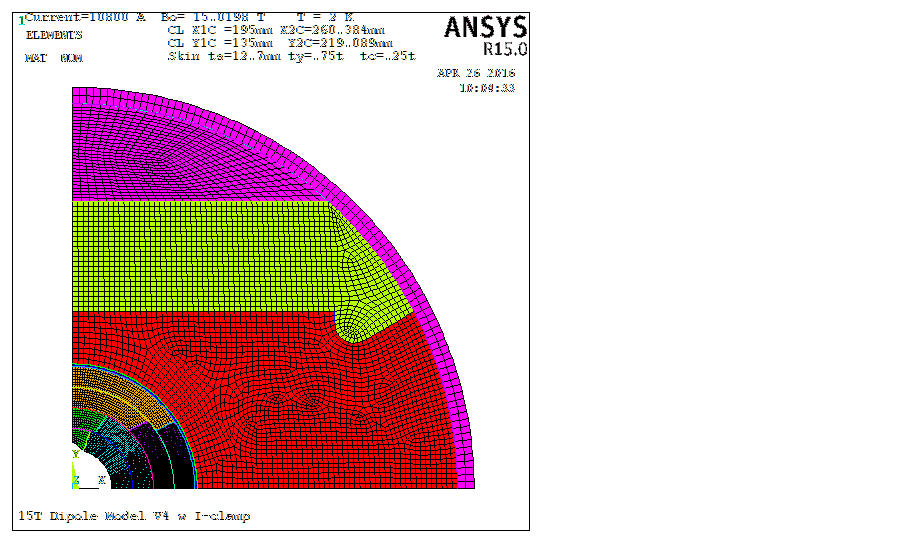 1
Current=10800 A Bo= 15.0198 T T = 2 K
ELEMENTS
CL X1C =195mm X2C=260.384mm
CL Y1C =135mm Y2C=219.089mm
MAT NUM
Skin ts=12.7mm ty=.75t tc=.25t
ANSYS
R15.0
APR 26 2016
10:09:33
Y
Z X
15T Dipole Model V4 w I-clamp